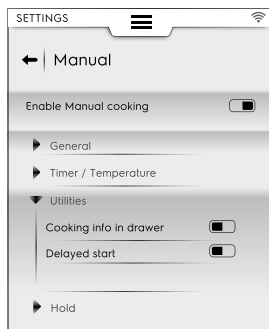 SETTINGS
Manual
Enable Manual cooking
General
Timer / Temperature
Utilities
Cooking info in drawer
Delayed start
Hold